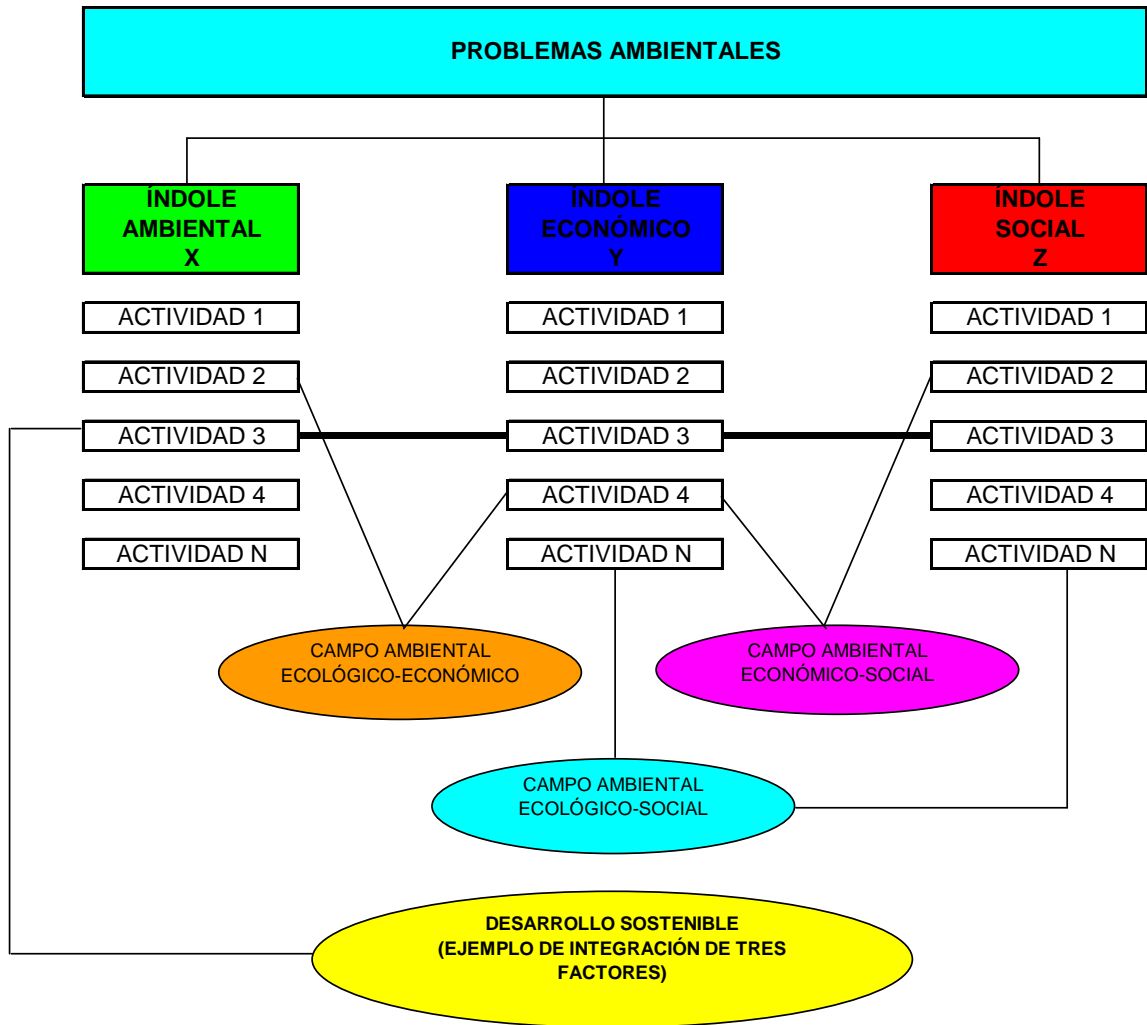 PROBLEMAS AMBIENTALES
ÍNDOLE
AMBIENTAL
X
ÍNDOLE
ECONÓMICO
Y
ÍNDOLE
SOCIAL
Z
ACTIVIDAD 1
ACTIVIDAD 1
ACTIVIDAD 1
ACTIVIDAD 2
ACTIVIDAD 2
ACTIVIDAD 2
ACTIVIDAD 3
ACTIVIDAD 3
ACTIVIDAD 3
ACTIVIDAD 4
ACTIVIDAD 4
ACTIVIDAD 4
ACTIVIDAD N
ACTIVIDAD N
ACTIVIDAD N
CAMPO AMBIENTAL
ECOLÓGICO-ECONÓMICO
CAMPO AMBIENTAL
ECONÓMICO-SOCIAL
CAMPO AMBIENTAL
ECOLÓGICO-SOCIAL
DESARROLLO SOSTENIBLE
(EJEMPLO DE INTEGRACIÓN DE TRES
FACTORES)